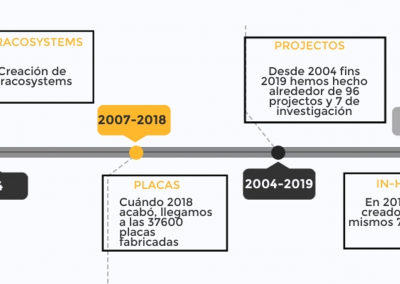 RACOSYSTEMS
Creación de
racosystems
2007-2018
PLACAS
Cuándo 2018
acabó, llegamos
a las 37600
placas
fabricadas
PROJECTOS
Desde 2004 fins
2019 hemos hecho
alrededor de 96
projectos y 7 de
investigación
2004-2019
IN-H
En 201
creado
mismos 7